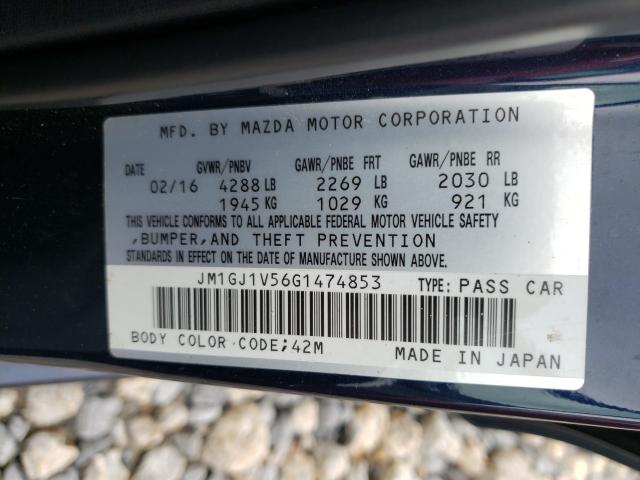 MFD. BY MAZDA MOTOR CORPORATION
DATE GVWR/PNBV GAWR/PNBE FRT GAWR/PNBE RR
02/16 4288 LB 2269 LB 2030 LB
1945 KG 1029 KG 921 KG
THIS VEHICLE CONFORMS TO ALL APPLICABLE FEDERAL MOTOR VEHICLE SAFETY
,BUMPER,AND THEFT PREVENTION
STANDARDS IN EFFECT ON THE DATE OF MANUFACTURE SHOWN ABOVE.
JM1GJ1V56G1474853 TYPE: PASS CAR
BODY COLOR CODE;42M MADE IN JAPAN